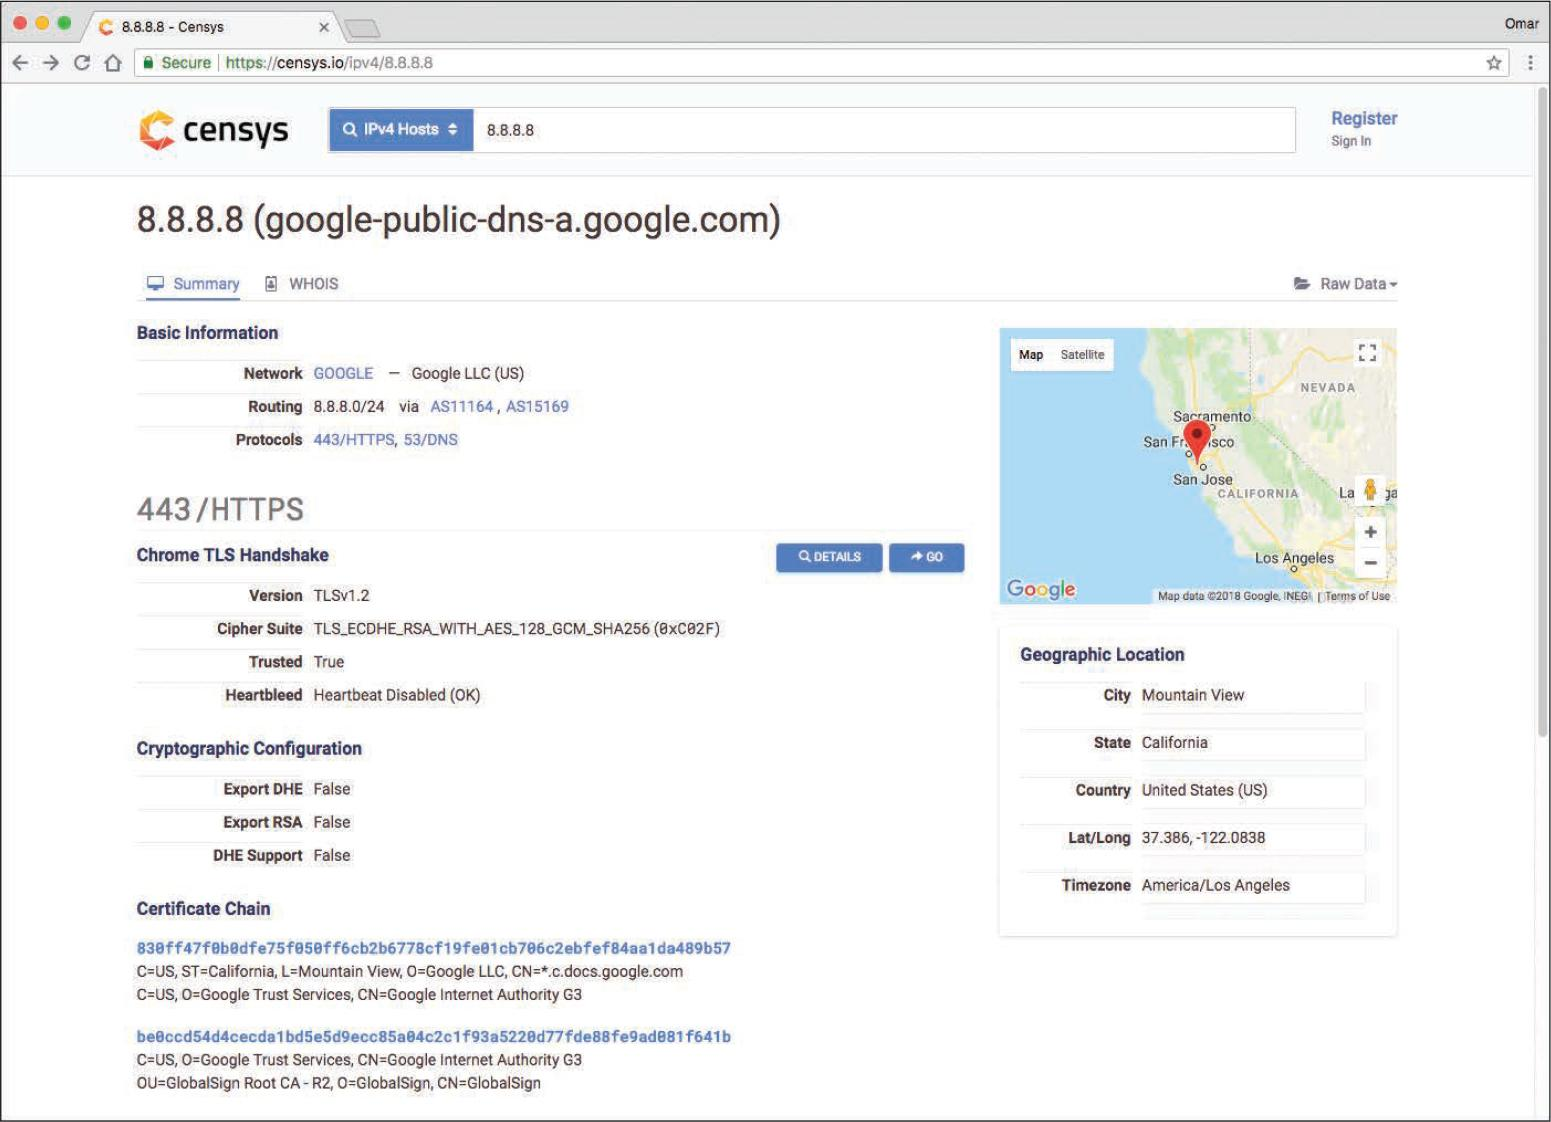 8.8.8.8 - Censys
Omar
Secure https://censys.io/ipv4/8.8.8.8
censys
IPv4 Hosts
8.8.8.8
Register
Sign In
8.8.8.8 (google-public-dns-a.google.com)
Summary
WHOIS
Raw Data
Basic Information
Network GOOGLE — Google LLC (US)
Routing 8.8.8.0/24 via AS11164 , AS15169
Protocols 443/HTTPS, 53/DNS
443/HTTPS
Chrome TLS Handshake
DETAILS
GO
Version TLSv1.2
Cipher Suite TLS_ECDHE_RSA_WITH_AES_128_GCM_SHA256 (0xC02F)
Trusted True
Heartbleed Heartbeat Disabled (OK)
Cryptographic Configuration
Export DHE False
Export RSA False
DHE Support False
Certificate Chain
830ff47f0b0dfe75f050ff6cb2b6778cf19fe01cb706c2ebfef84aa1da489b57
C=US, ST=California, L=Mountain View, O=Google LLC, CN=*.c.docs.google.com
C=US, O=Google Trust Services, CN=Google Internet Authority G3
be0ccd54d4cecda1bd5e5d9ecc85a04c2c1f93a5220d77fde88fe9ad081f641b
C=US, O=Google Trust Services, CN=Google Internet Authority G3
OU=GlobalSign Root CA - R2, O=GlobalSign, CN=GlobalSign
Map Satellite
NEVADA
Sacramento
San Jose
CALIFORNIA
Los Angeles
Google
Map data ©2018 Google, INEGI | Terms of Use
Geographic Location
City Mountain View
State California
Country United States (US)
Lat/Long 37.386, -122.0838
Timezone America/Los Angeles